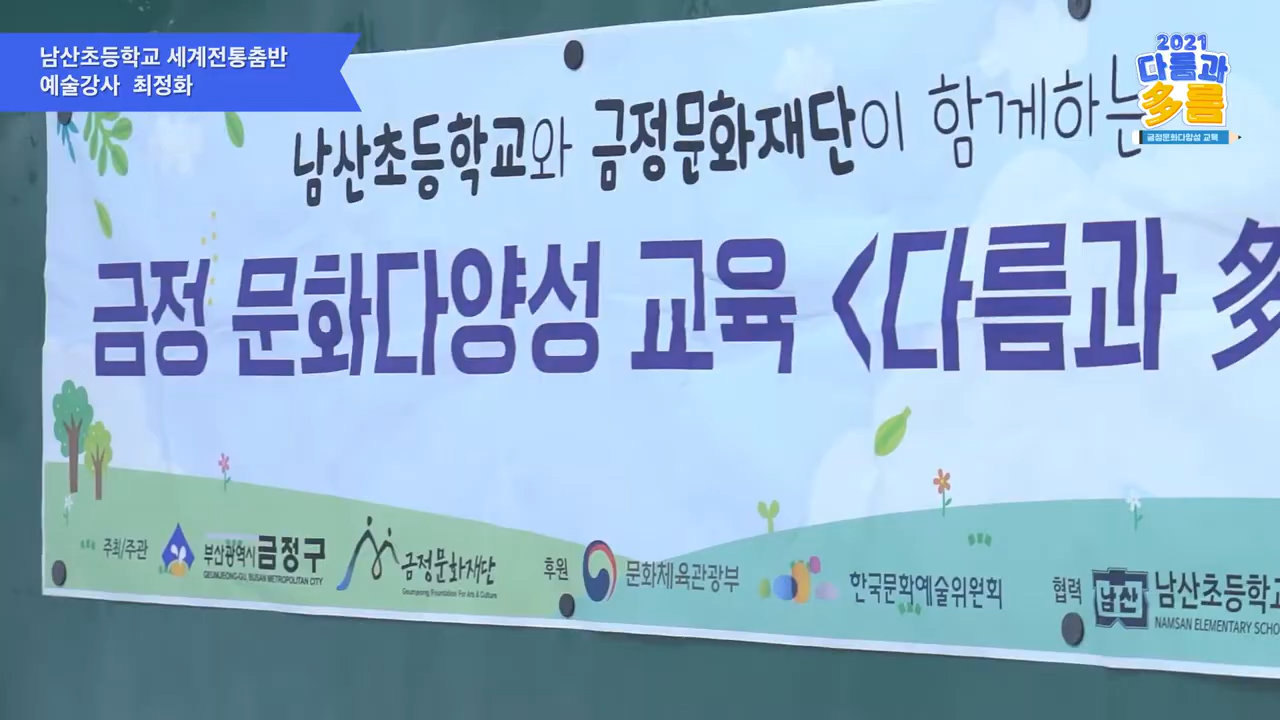 남산초등학교 세계전통춤반
예술강사 최정화
2021
다름과
多름
금정문화다양성 교육
남산초등학교와 금정문화재단이 함께하는
금정 문화다양성 교육 <다름과 多
주최/주관
부산광역시 금정구
GEUMJEONG-GU, BUSAN METROPOLITAN CITY
금정문화재단
Geumjeong Foundation For Arts & Culture
후원
문화체육관광부
한국문화예술위원회
협력
남산
남산초등학교
NAMSAN ELEMENTARY SCHO